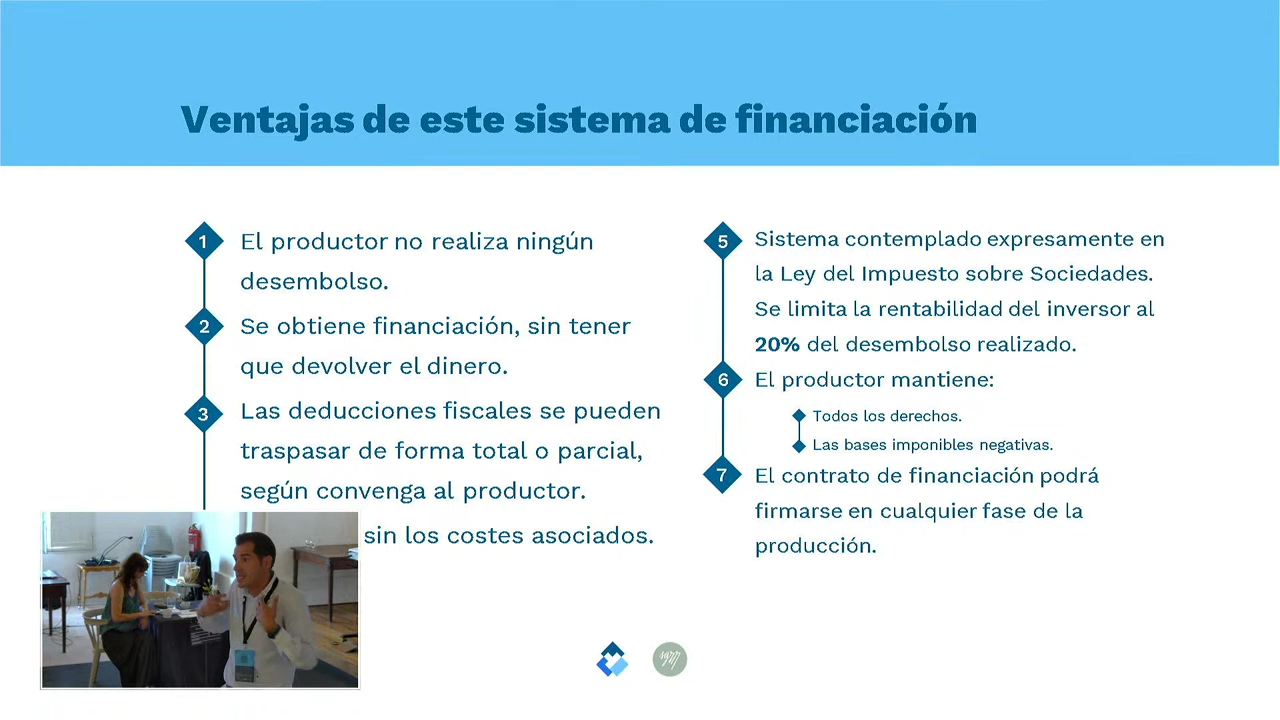 Ventajas de este sistema de financiación
1 El productor no realiza ningún
desembolso.
2 Se obtiene financiación, sin tener
que devolver el dinero.
3 Las deducciones fiscales se pueden
traspasar de forma total o parcial,
según convenga al productor.
sin los costes asociados.
5 Sistema contemplado expresamente en
la Ley del Impuesto sobre Sociedades.
Se limita la rentabilidad del inversor al
20% del desembolso realizado.
6 El productor mantiene:
Todos los derechos.
Las bases imponibles negativas.
7 El contrato de financiación podrá
firmarse en cualquier fase de la
producción.